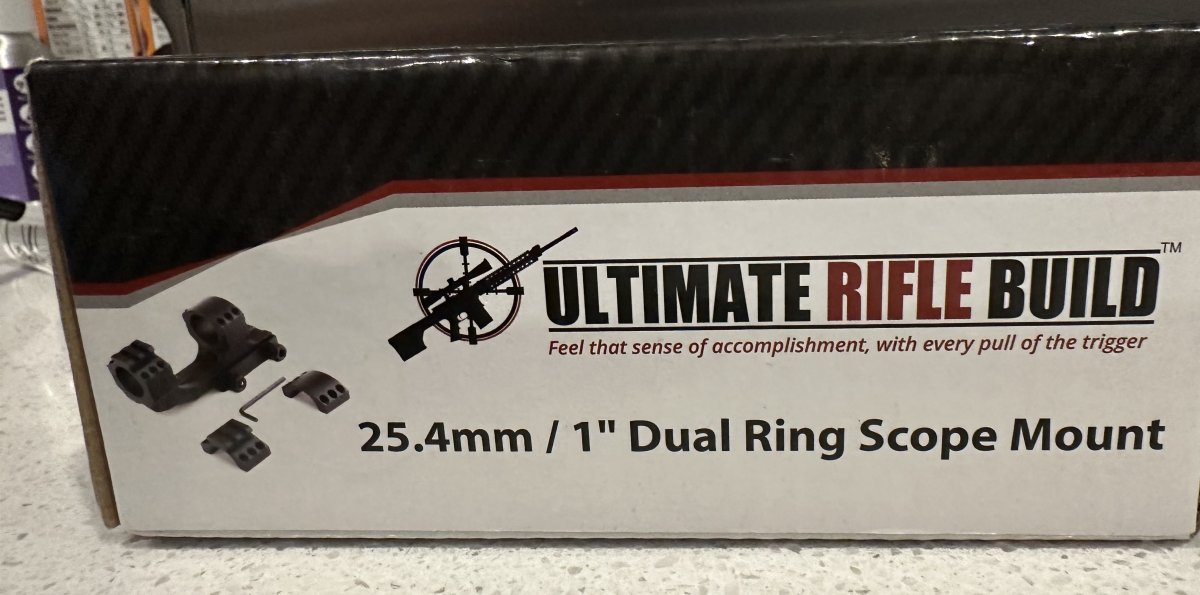 ULTIMATE RIFLE BUILD™
Feel that sense of accomplishment, with every pull of the trigger
25.4mm / 1" Dual Ring Scope Mount